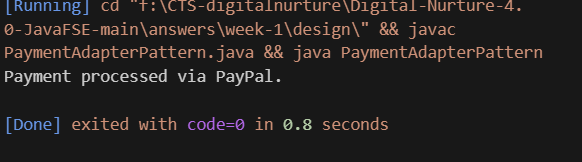 [Running] cd "f:\CTS-digitalnurture\Digital-Nurture-4.
0-JavaFSE-main\answers\week-1\design\" && javac
PaymentAdapterPattern.java && java PaymentAdapterPattern
Payment processed via PayPal.
[Done] exited with code=0 in 0.8 seconds